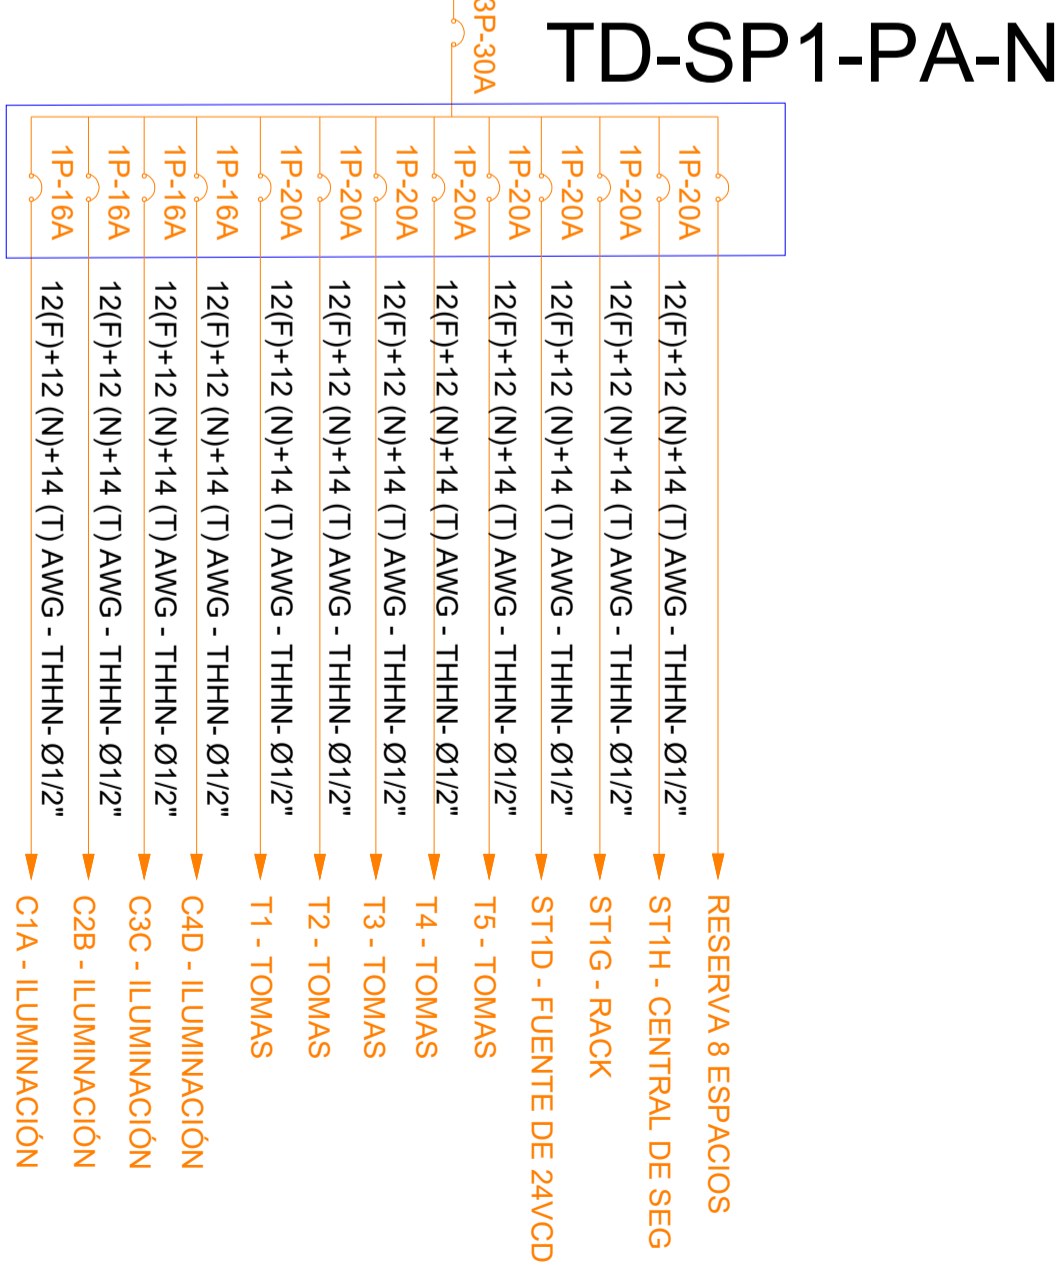 TD-SP1-PA-N
3P-30A
1P-16A
1P-16A
1P-16A
1P-16A
1P-20A
1P-20A
1P-20A
1P-20A
1P-20A
1P-20A
1P-20A
1P-20A
12(F)+12 (N)+14 (T) AWG - THHN- Ø1/2"
12(F)+12 (N)+14 (T) AWG - THHN- Ø1/2"
12(F)+12 (N)+14 (T) AWG - THHN- Ø1/2"
12(F)+12 (N)+14 (T) AWG - THHN- Ø1/2"
12(F)+12 (N)+14 (T) AWG - THHN- Ø1/2"
12(F)+12 (N)+14 (T) AWG - THHN- Ø1/2"
12(F)+12 (N)+14 (T) AWG - THHN- Ø1/2"
12(F)+12 (N)+14 (T) AWG - THHN- Ø1/2"
12(F)+12 (N)+14 (T) AWG - THHN- Ø1/2"
12(F)+12 (N)+14 (T) AWG - THHN- Ø1/2"
12(F)+12 (N)+14 (T) AWG - THHN- Ø1/2"
12(F)+12 (N)+14 (T) AWG - THHN- Ø1/2"
C1A - ILUMINACIÓN
C2B - ILUMINACIÓN
C3C - ILUMINACIÓN
C4D - ILUMINACIÓN
T1 - TOMAS
T2 - TOMAS
T3 - TOMAS
T4 - TOMAS
T5 - TOMAS
ST1D - FUENTE DE 24VCD
ST1G - RACK
ST1H - CENTRAL DE SEG
RESERVA 8 ESPACIOS